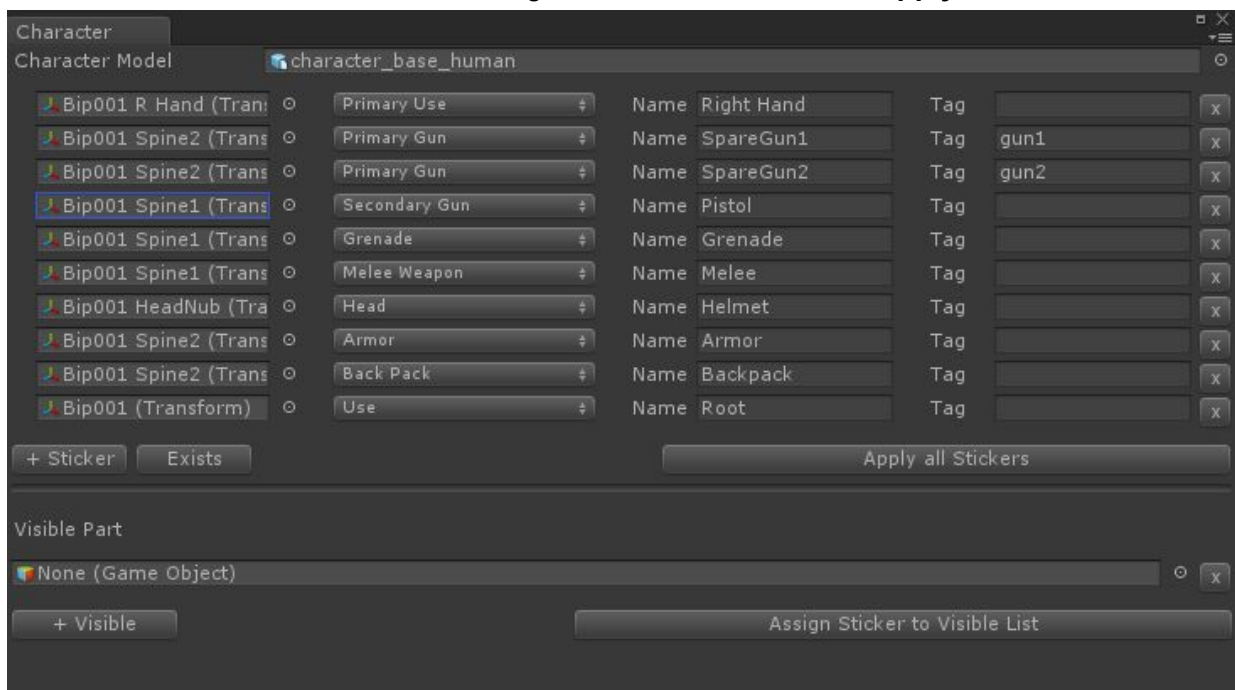 Character
Character Model character_base_human
Bip001 R Hand (Trans Primary Use Name Right Hand Tag x
Bip001 Spine2 (Trans Primary Gun Name SpareGun1 Tag gun1 x
Bip001 Spine2 (Trans Primary Gun Name SpareGun2 Tag gun2 x
Bip001 Spine1 (Trans Secondary Gun Name Pistol Tag x
Bip001 Spine1 (Trans Grenade Name Grenade Tag x
Bip001 Spine1 (Trans Melee Weapon Name Melee Tag x
Bip001 HeadNub (Tra Head Name Helmet Tag x
Bip001 Spine2 (Trans Armor Name Armor Tag x
Bip001 Spine2 (Trans Back Pack Name Backpack Tag x
Bip001 (Transform) Use Name Root Tag x
+ Sticker Exists Apply all Stickers
Visible Part
None (Game Object) x
+ Visible Assign Sticker to Visible List